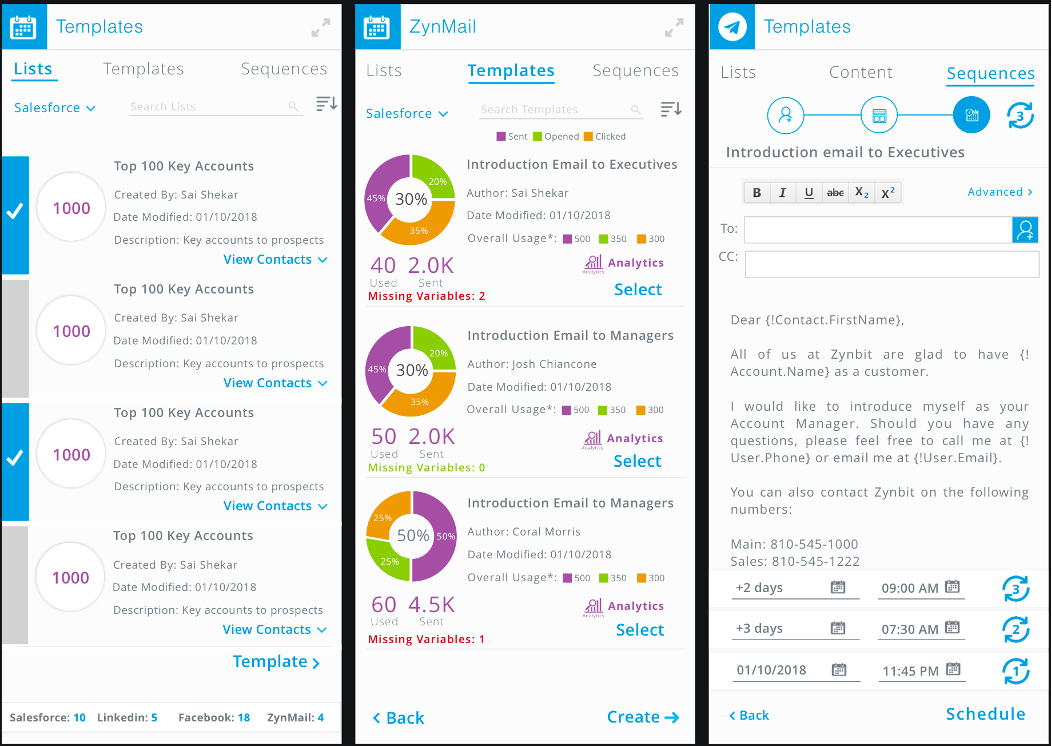 Templates
Lists Templates Sequences
Salesforce Search Lists
Top 100 Key Accounts
1000
Created By: Sai Shekar
Date Modified: 01/10/2018
Description: Key accounts to prospects
View Contacts
Top 100 Key Accounts
1000
Created By: Sai Shekar
Date Modified: 01/10/2018
Description: Key accounts to prospects
View Contacts
Top 100 Key Accounts
1000
Created By: Sai Shekar
Date Modified: 01/10/2018
Description: Key accounts to prospects
View Contacts
Top 100 Key Accounts
1000
Created By: Sai Shekar
Date Modified: 01/10/2018
Description: Key accounts to prospects
View Contacts
Template
Salesforce: 10 Linkedin: 5 Facebook: 18 ZynMail: 4
ZynMail
Lists Templates Sequences
Salesforce Search Templates
Sent Opened Clicked
45% 20% 35% 30%
Introduction Email to Executives
Author: Sai Shekar
Date Modified: 01/10/2018
Overall Usage*: 500 350 300
40 2.0K
Used Sent
Analytics Analytics
Missing Variables: 2
Select
45% 20% 35% 30%
Introduction Email to Managers
Author: Josh Chiancone
Date Modified: 01/10/2018
Overall Usage*: 500 350 300
50 2.0K
Used Sent
Analytics Analytics
Missing Variables: 0
Select
25% 50% 25% 50%
Introduction Email to Managers
Author: Coral Morris
Date Modified: 01/10/2018
Overall Usage*: 500 350 300
60 4.5K
Used Sent
Analytics Analytics
Missing Variables: 1
Select
Back Create
Templates
Lists Content Sequences
3
Introduction email to Executives
B I U abc X2 X2 Advanced >
To:
CC:
Dear {!Contact.FirstName},
All of us at Zynbit are glad to have {!
Account.Name} as a customer.
I would like to introduce myself as your
Account Manager. Should you have any
questions, please feel free to call me at {!
User.Phone} or email me at {!User.Email}.
You can also contact Zynbit on the following
numbers:
Main: 810-545-1000
Sales: 810-545-1222
+2 days 09:00 AM 3
+3 days 07:30 AM 2
01/10/2018 11:45 PM 1
Back Schedule